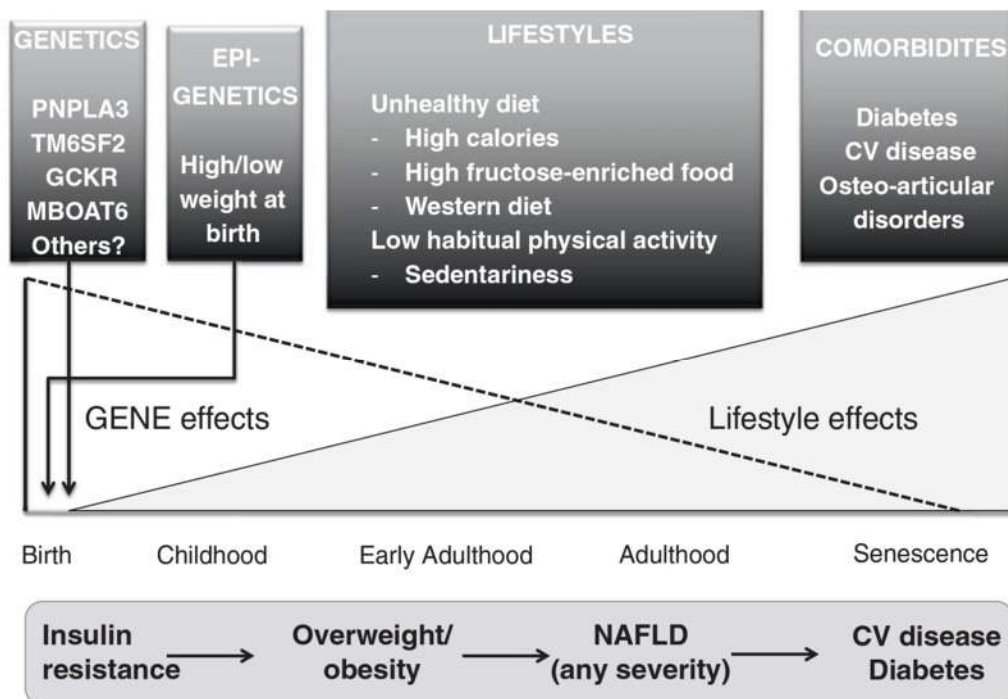 GENETICS
PNPLA3
TM6SF2
GCKR
MBOAT6
Others?
EPI-
GENETICS
High/low
weight at
birth
LIFESTYLES
Unhealthy diet
- High calories
- High fructose-enriched food
- Western diet
Low habitual physical activity
- Sedentariness
COMORBIDITES
Diabetes
CV disease
Osteo-articular
disorders
GENE effects
Lifestyle effects
Birth
Childhood
Early Adulthood
Adulthood
Senescence
Insulin
resistance
Overweight/
obesity
NAFLD
(any severity)
CV disease
Diabetes